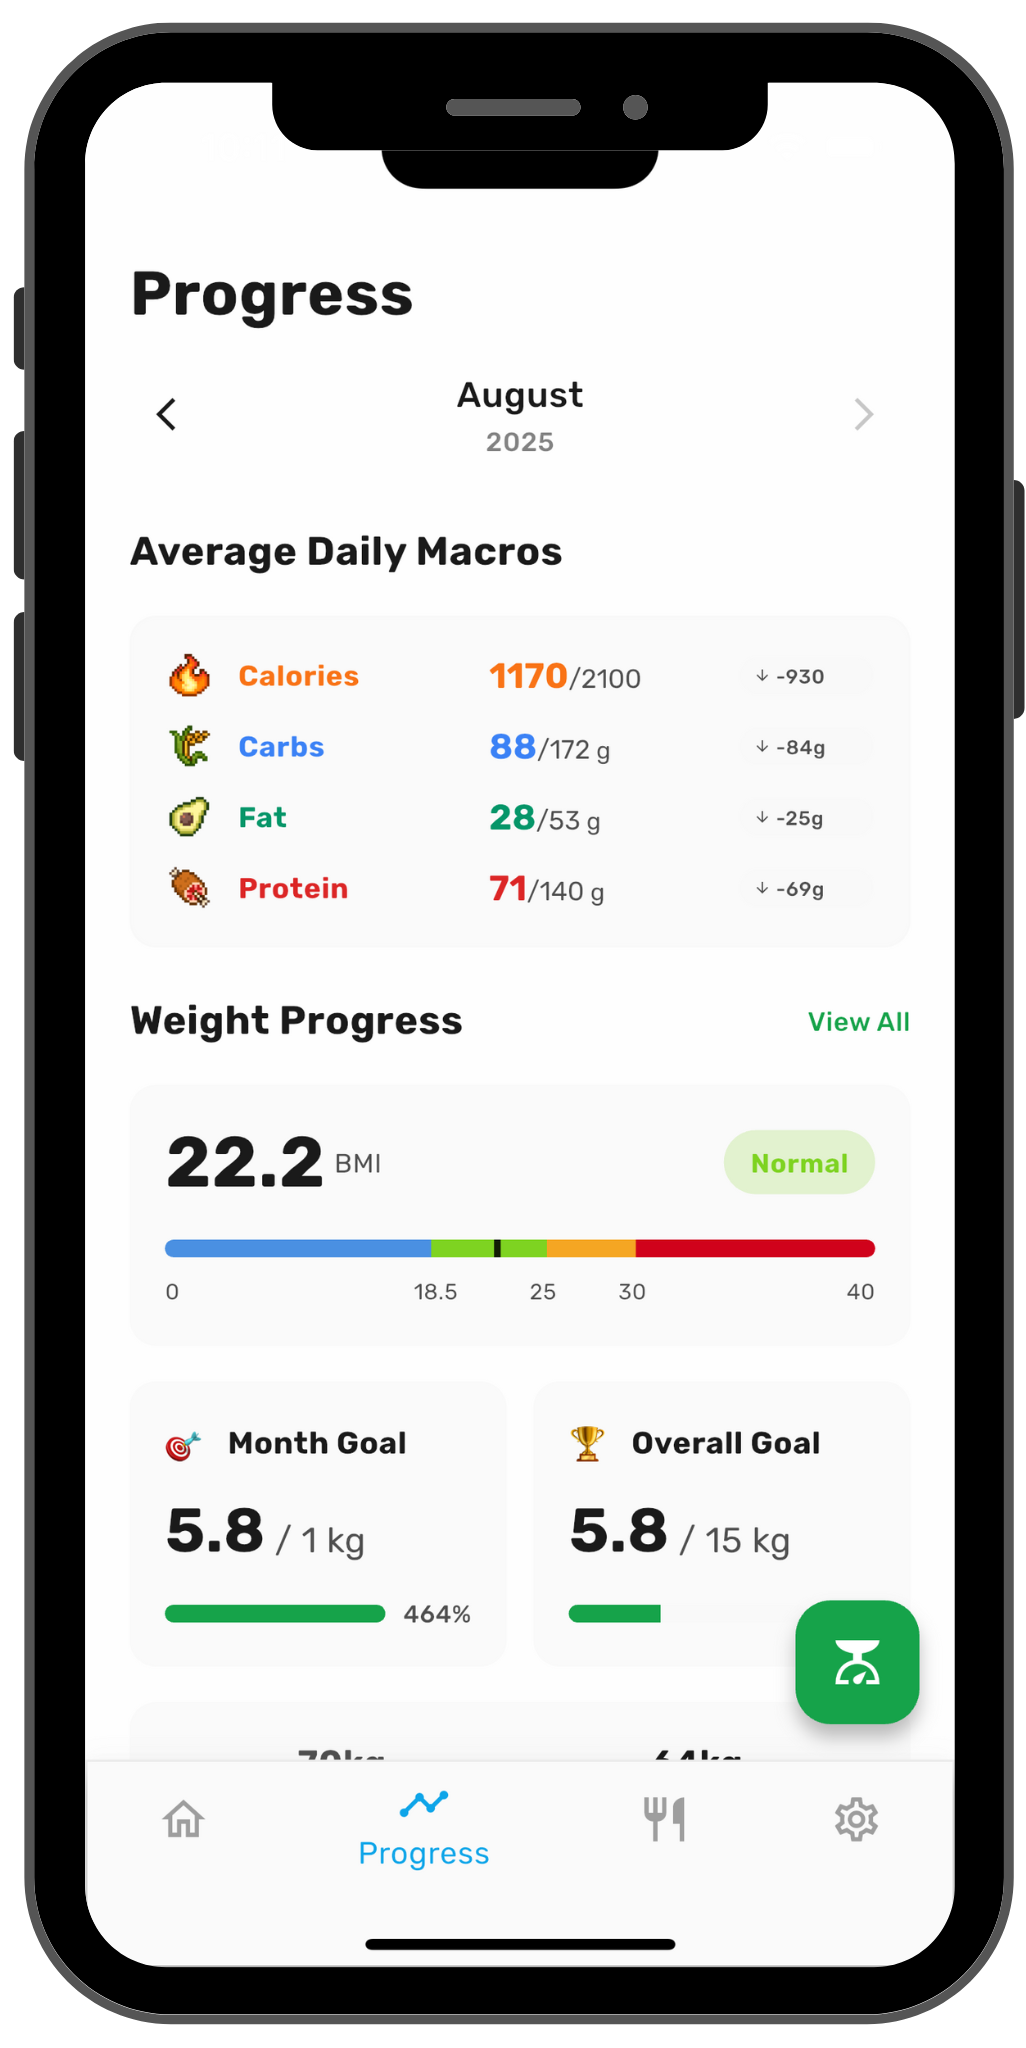 Progress
August
2025
Average Daily Macros
Calories 1170/2100 ↓ -930
Carbs 88/172 g ↓ -84g
Fat 28/53 g ↓ -25g
Protein 71/140 g ↓ -69g
Weight Progress View All
22.2 BMI Normal
0 18.5 25 30 40
Month Goal
5.8 / 1 kg
464%
Overall Goal
5.8 / 15 kg
64kg
Progress